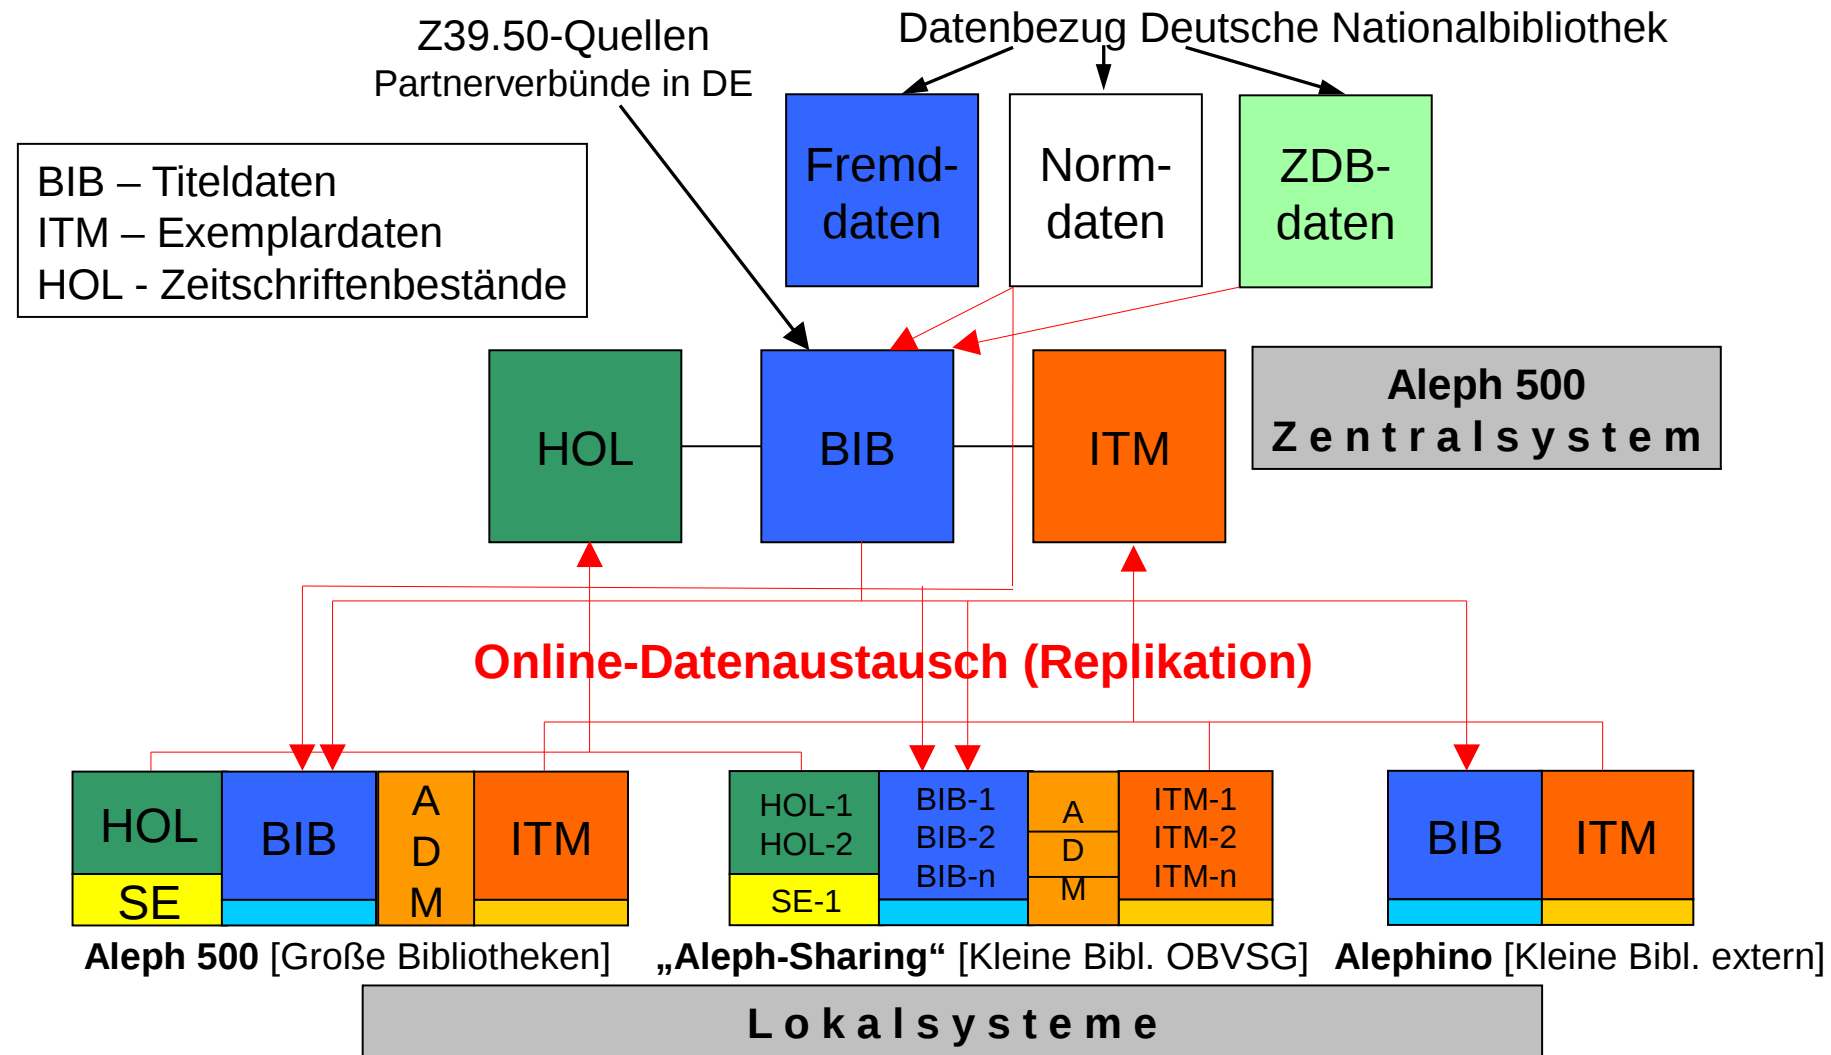 Z39.50-Quellen
Partnerverbünde in DE
Datenbezug Deutsche Nationalbibliothek
Fremd-
daten
Norm-
daten
ZDB-
daten
BIB – Titeldaten
ITM – Exemplardaten
HOL - Zeitschriftenbestände
HOL
BIB
ITM
Aleph 500
Z e n t r a l s y s t e m
Online-Datenaustausch (Replikation)
HOL
SE
BIB
A
D
M
ITM
HOL-1
HOL-2
SE-1
BIB-1
BIB-2
BIB-n
A
D
M
ITM-1
ITM-2
ITM-n
BIB
ITM
Aleph 500 [Große Bibliotheken]
„Aleph-Sharing“ [Kleine Bibl. OBVSG]
Alephino [Kleine Bibl. extern]
L o k a l s y s t e m e